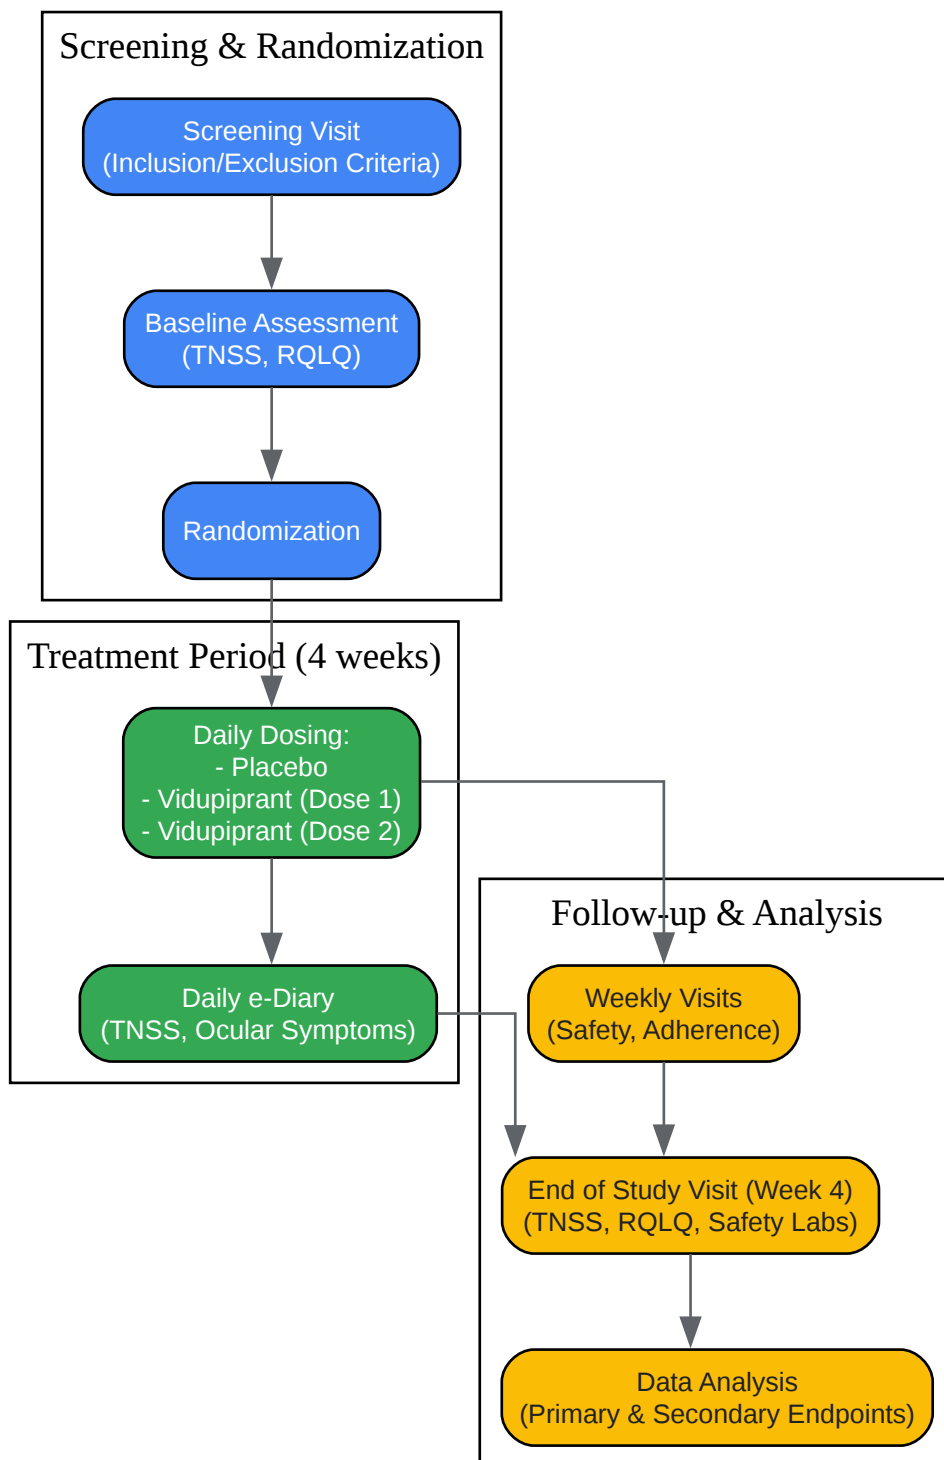 Screening & Randomization
Screening Visit
(Inclusion/Exclusion Criteria)
Baseline Assessment
(TNSS, RQLQ)
Randomization
Treatment Period (4 weeks)
Daily Dosing:
- Placebo
- Vidupiprant (Dose 1)
- Vidupiprant (Dose 2)
Daily e-Diary
(TNSS, Ocular Symptoms)
Follow-up & Analysis
Weekly Visits
(Safety, Adherence)
End of Study Visit (Week 4)
(TNSS, RQLQ, Safety Labs)
Data Analysis
(Primary & Secondary Endpoints)